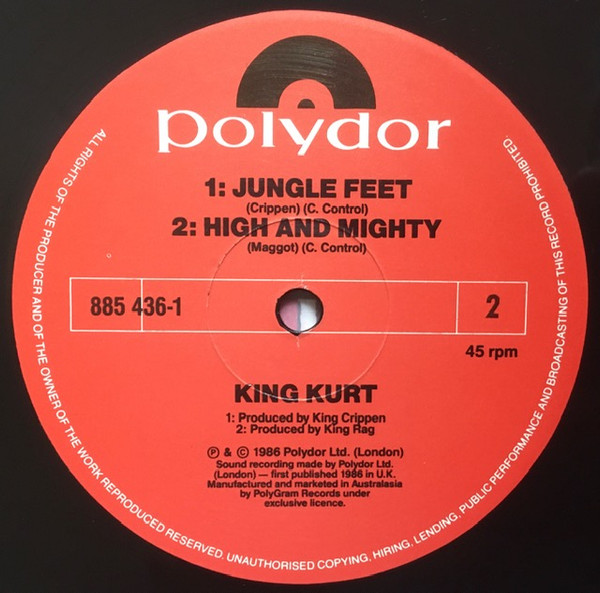 polydor
1: JUNGLE FEET
(Crippen) (C. Control)
2: HIGH AND MIGHTY
(Maggot) (C. Control)
885 436-1
2
45 rpm
KING KURT
1: Produced by King Crippen
2: Produced by King Rag
℗ & © 1986 Polydor Ltd. (London)
Sound recording made by Polydor Ltd.
(London) — first published 1986 in U.K.
Manufactured and marketed in Australasia
by PolyGram Records under
exclusive licence.
ALL RIGHTS OF THE PRODUCER AND OF THE OWNER OF THE WORK REPRODUCED RESERVED. UNAUTHORISED COPYING, HIRING, LENDING, PUBLIC PERFORMANCE AND BROADCASTING OF THIS RECORD PROHIBITED.